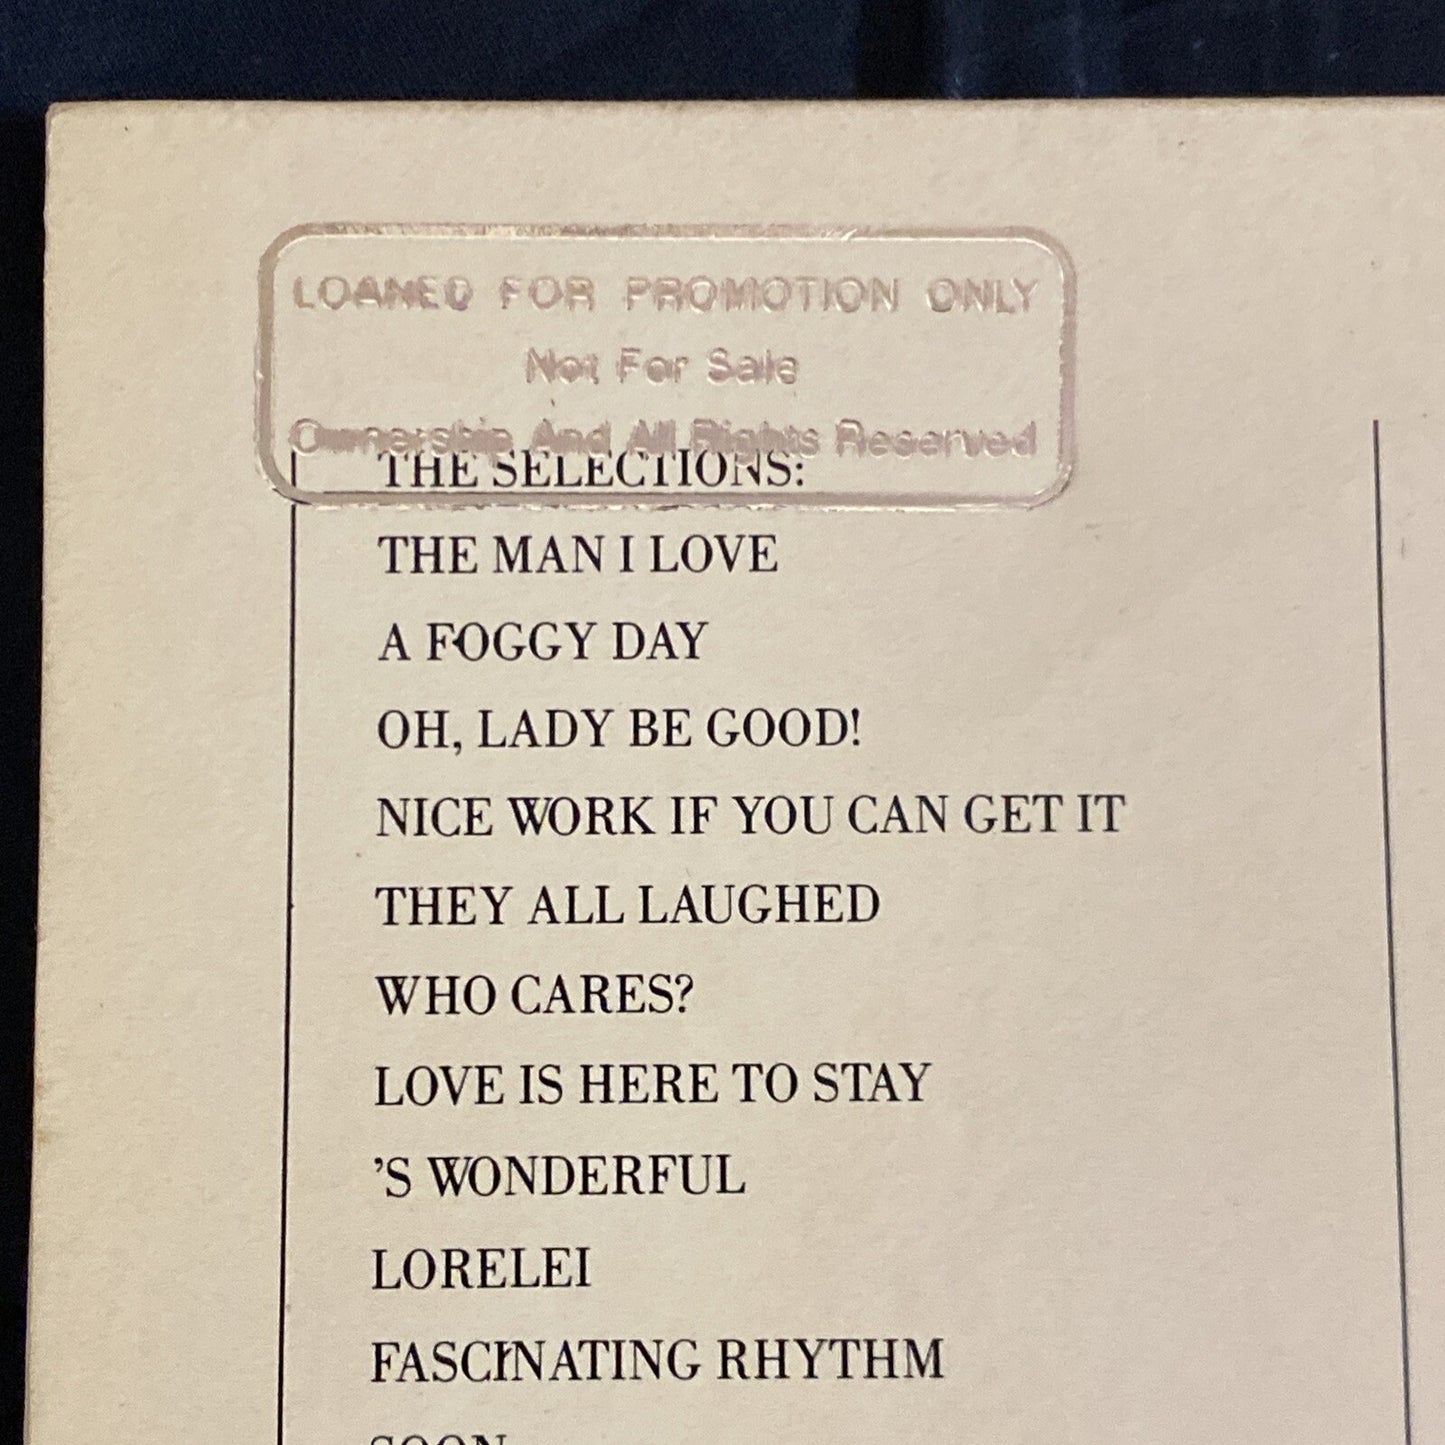 LOANED FOR PROMOTION ONLY
Not For Sale
Ownership And All Rights Reserved
THE SELECTIONS:
THE MAN I LOVE
A FOGGY DAY
OH, LADY BE GOOD!
NICE WORK IF YOU CAN GET IT
THEY ALL LAUGHED
WHO CARES?
LOVE IS HERE TO STAY
’S WONDERFUL
LORELEI
FASCINATING RHYTHM
SOON